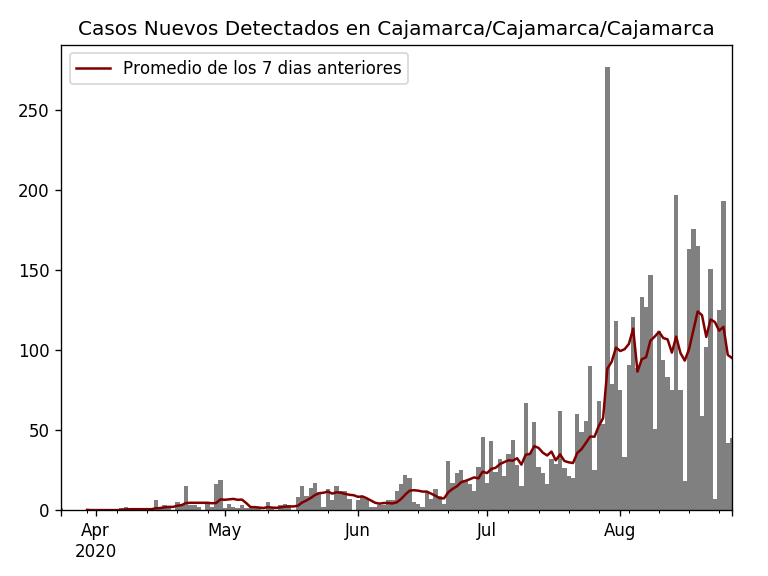 Casos Nuevos Detectados en Cajamarca/Cajamarca/Cajamarca
Promedio de los 7 dias anteriores
250
200
150
100
50
0
Apr May Jun Jul Aug
2020